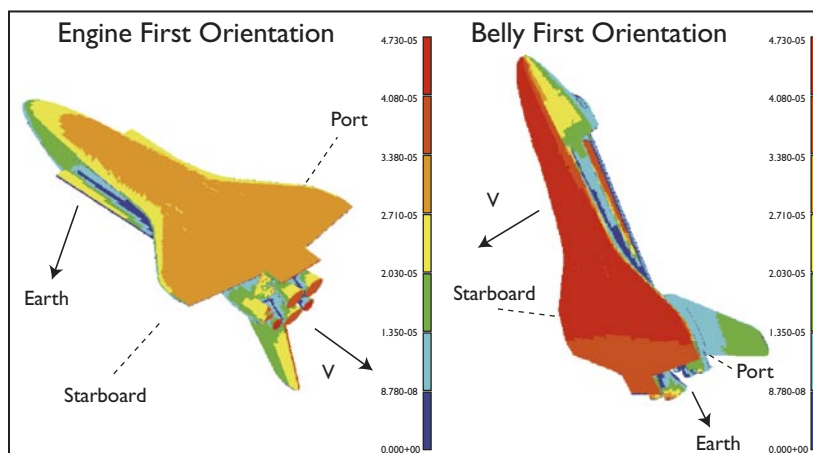 Engine First Orientation
4.730-05
4.080-05
3.380-05
2.710-05
2.030-05
1.350-05
8.780-08
0.000+00
Port
Earth
Starboard
V
Belly First Orientation
4.730-05
4.080-05
3.380-05
2.710-05
2.030-05
1.350-05
8.780-08
0.000+00
V
Starboard
Port
Earth